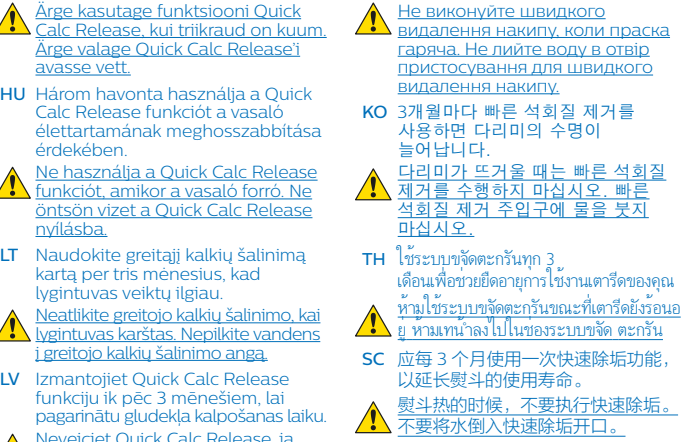 Ärge kasutage funktsiooni Quick
Calc Release, kui triikraud on kuum.
Ärge valage Quick Calc Release'i
avasse vett.
HU Három havonta használja a Quick
Calc Release funkciót a vasaló
élettartamának meghosszabbítása
érdekében.
Ne használja a Quick Calc Release
funkciót, amikor a vasaló forró. Ne
öntsön vizet a Quick Calc Release
nyílásba.
LT Naudokite greitąjį kalkių šalinimą
kartą per tris mėnesius, kad
lygintuvas veiktų ilgiau.
Neatlikite greitojo kalkių šalinimo, kai
lygintuvas karštas. Nepilkite vandens
į greitojo kalkių šalinimo angą.
LV Izmantojiet Quick Calc Release
funkciju ik pēc 3 mēnešiem, lai
pagarinātu gludekļa kalpošanas laiku.
Neveiciet Quick Calc Release, ja
Не виконуйте швидкого
видалення накипу, коли праска
гаряча. Не лийте воду в отвір
пристосування для швидкого
видалення накипу.
KO 3개월마다 빠른 석회질 제거를
사용하면 다리미의 수명이
늘어납니다.
다리미가 뜨거울 때는 빠른 석회질
제거를 수행하지 마십시오. 빠른
석회질 제거 주입구에 물을 붓지
마십시오.
TH ใช้ระบบขจัดตะกรันทุก 3
เดือนเพื่อช่วยยืดอายุการใช้งานเตารีดของคุณ
ห้ามใช้ระบบขจัดตะกรันขณะที่เตารีดยังร้อนอ
ยู่ ห้ามเทน้ำลงไปในช่องระบบขจัด ตะกรัน
SC 应每 3 个月使用一次快速除垢功能，
以延长熨斗的使用寿命。
熨斗热的时候，不要执行快速除垢。
不要将水倒入快速除垢开口。